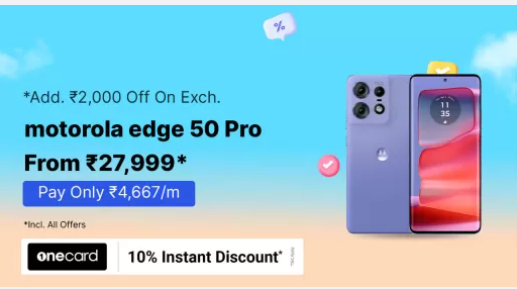 *Add. ₹2,000 Off On Exch.
motorola edge 50 Pro
From ₹27,999*
Pay Only ₹4,667/m
*Incl. All Offers
onecard
10% Instant Discount*
%
11
35